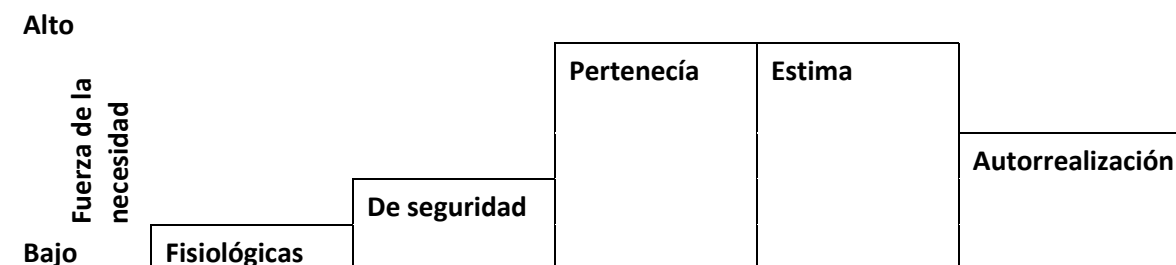 Alto
Pertenecía Estima
Fuerza de la
necesidad
Autorrealización
De seguridad
Bajo Fisiológicas